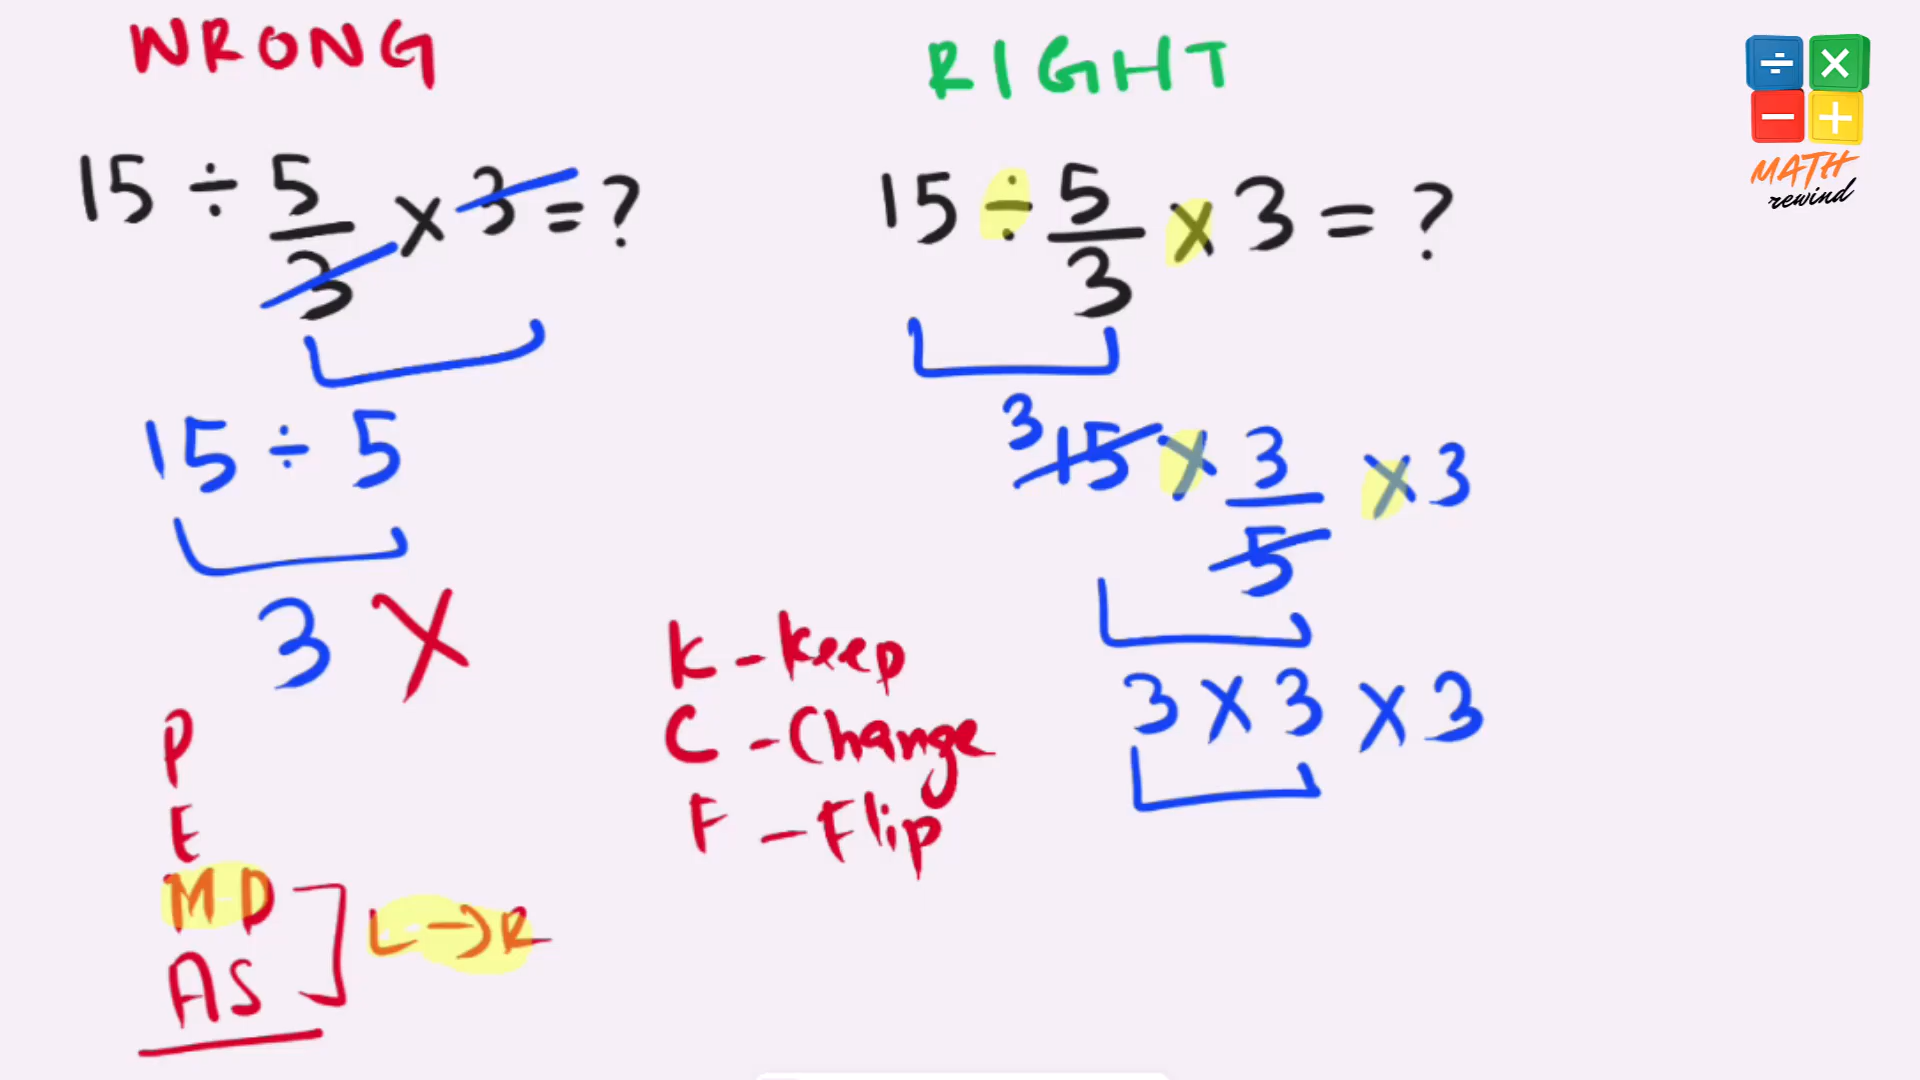 WRONG
15 ÷ 5/3 × 3 = ?
15 ÷ 5
3 X
P
E
MD
AS
L → R
K - Keep
C - Change
F - Flip
RIGHT
15 ÷ 5/3 × 3 = ?
3 15 × 3/5 × 3
3 × 3 × 3
÷ ×
− +
MATH
rewind